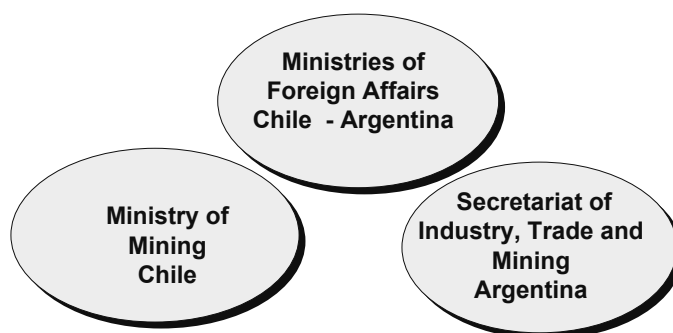 Ministries of
Foreign Affairs
Chile - Argentina
Ministry of
Mining
Chile
Secretariat of
Industry, Trade and
Mining
Argentina